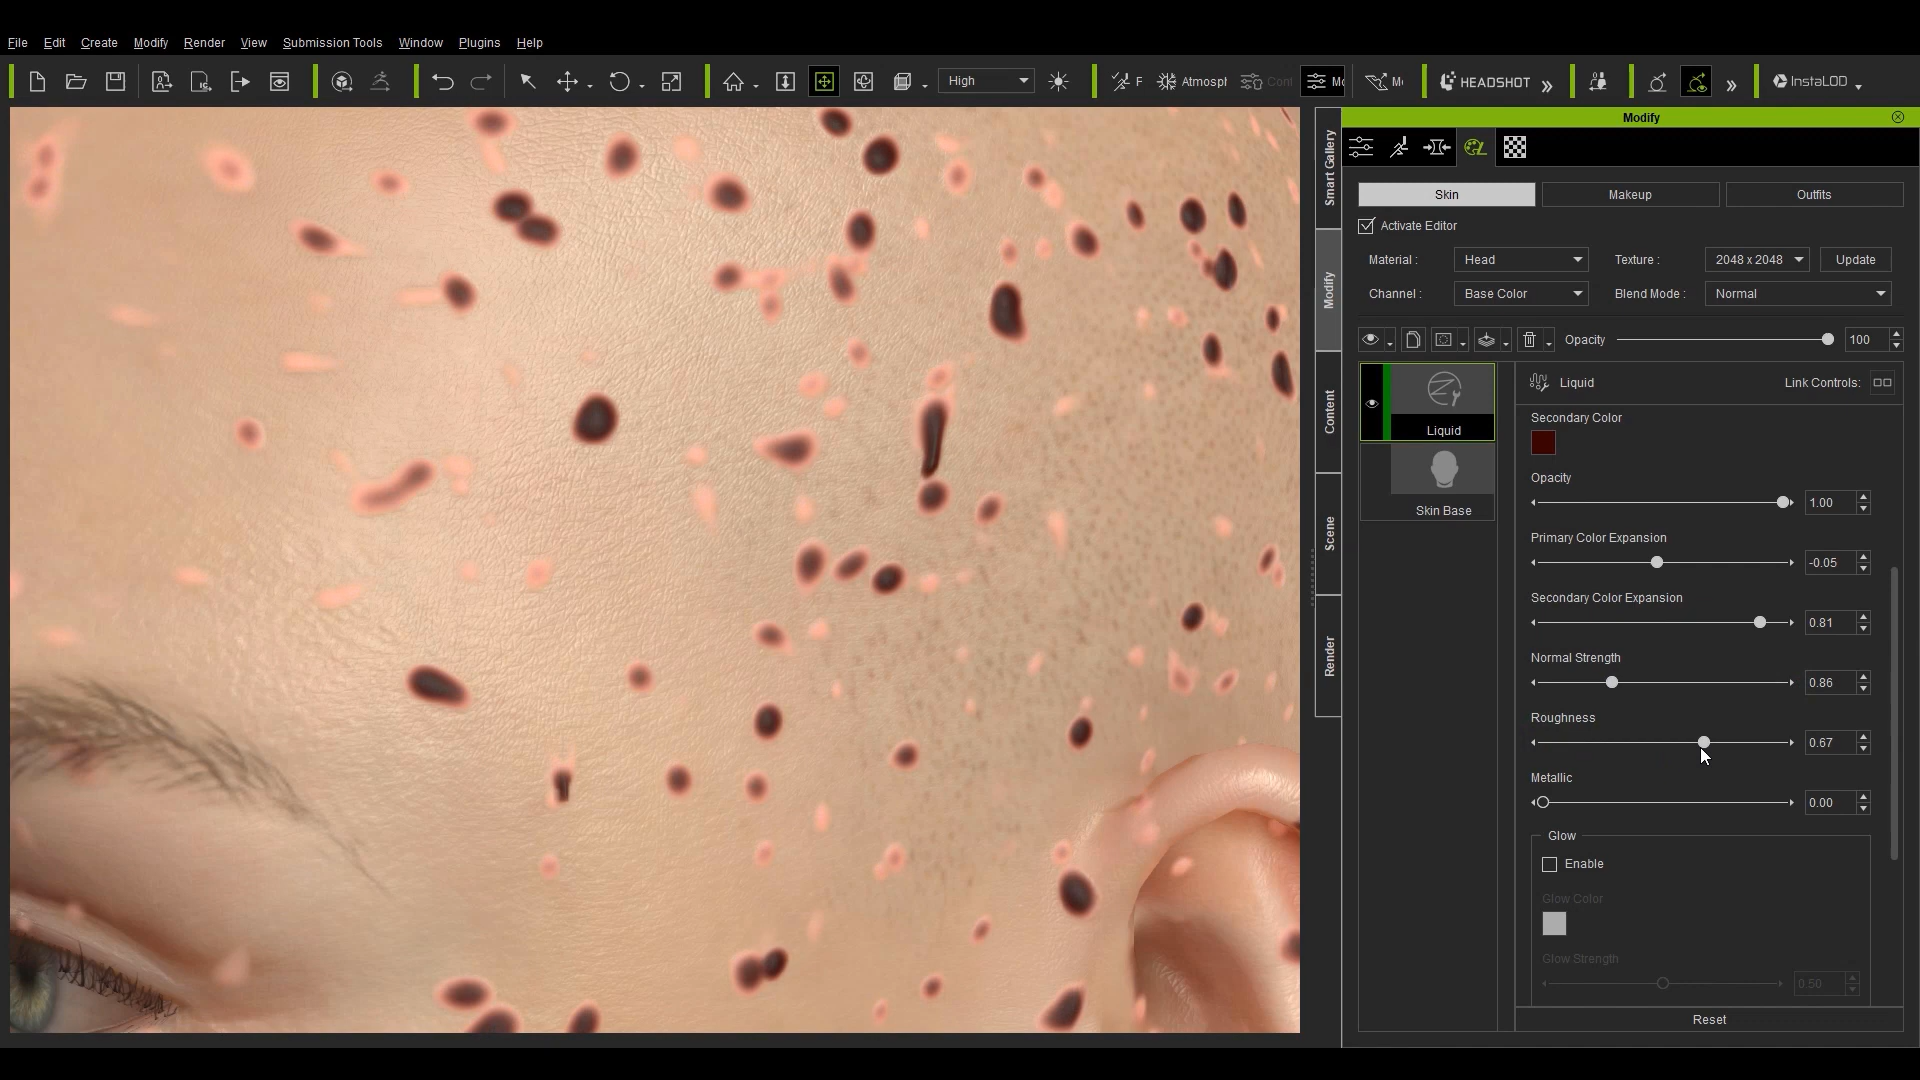 File Edit Create Modify Render View Submission Tools Window Plugins Help
High F Atmosph Cont Mo Mo HEADSHOT InstaLOD
Smart Gallery
Modify
Content
Scene
Render
Modify
Skin Makeup Outfits
Activate Editor
Material : Head Texture : 2048 x 2048 Update
Channel : Base Color Blend Mode : Normal
Opacity 100
Liquid
Skin Base
Liquid Link Controls:
Secondary Color
Opacity
1.00
Primary Color Expansion
-0.05
Secondary Color Expansion
0.81
Normal Strength
0.86
Roughness
0.67
Metallic
0.00
Glow
Enable
Glow Color
Glow Strength
0.50
Reset